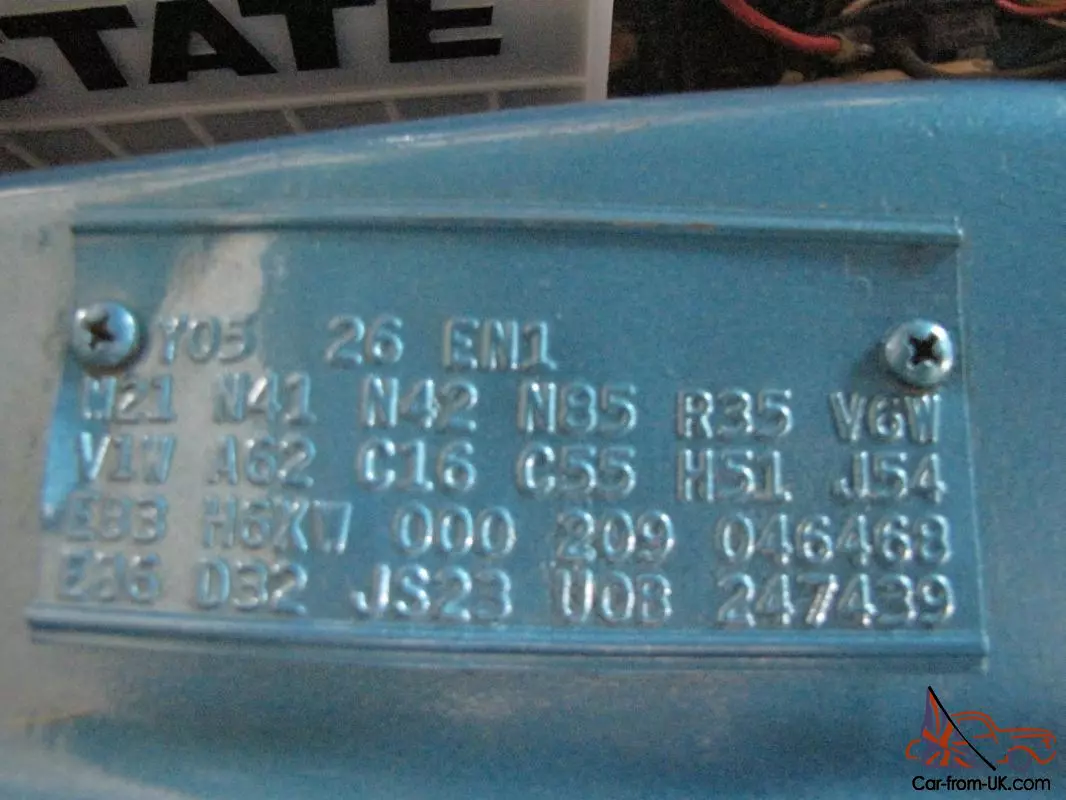 STATE
Y05 26 EN1
M21 N41 N42 N85 R35 V6W
V1W A62 C16 C55 H51 J54
EB3 H6XW 000 209 046468
E86 D32 JS23 U0B 247439
Car-from-UK.com